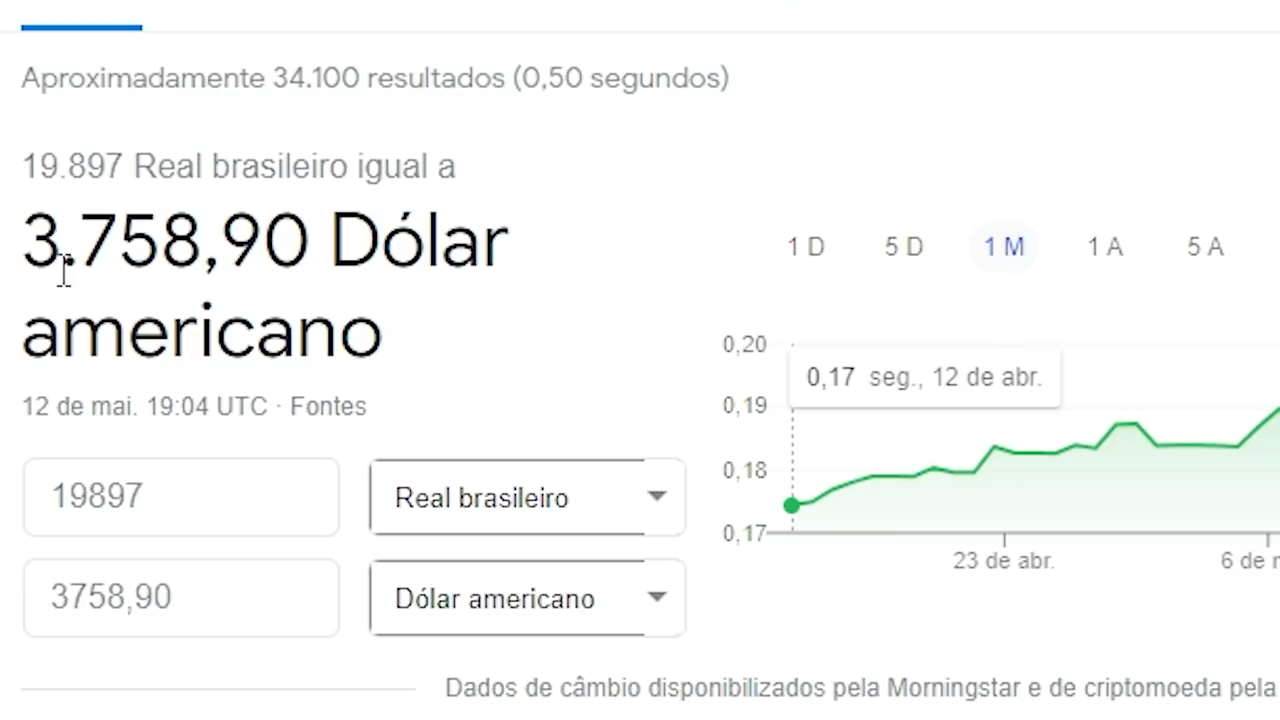 Aproximadamente 34.100 resultados (0,50 segundos)
19.897 Real brasileiro igual a
3.758,90 Dólar
americano
12 de mai. 19:04 UTC · Fontes
19897
Real brasileiro
3758,90
Dólar americano
1 D 5 D 1 M 1 A 5 A
0,20
0,17 seg., 12 de abr.
0,19
0,18
0,17
23 de abr.
6 de
Dados de câmbio disponibilizados pela Morningstar e de criptomoeda pela